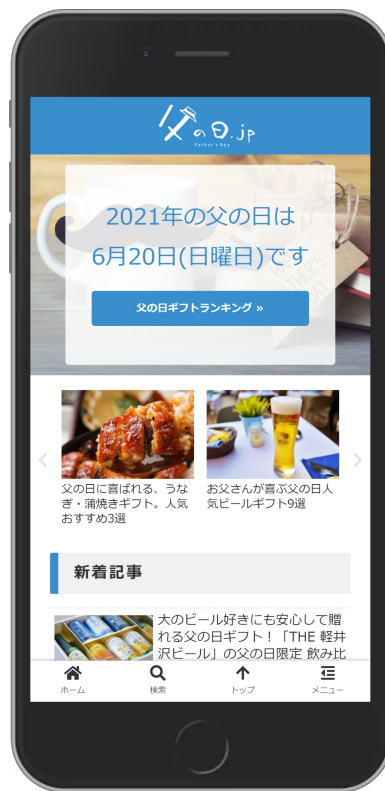 父の日.jp
Father's Day
2021年の父の日は
6月20日(日曜日)です
父の日ギフトランキング »
父の日に喜ばれる、うな
ぎ・蒲焼きギフト。人気
おすすめ3選
お父さんが喜ぶ父の日人
気ビールギフト9選
新着記事
大のビール好きにも安心して贈
れる父の日ギフト！「THE 軽井
沢ビール」の父の日限定 飲み比
ホーム
検索
トップ
メニュー